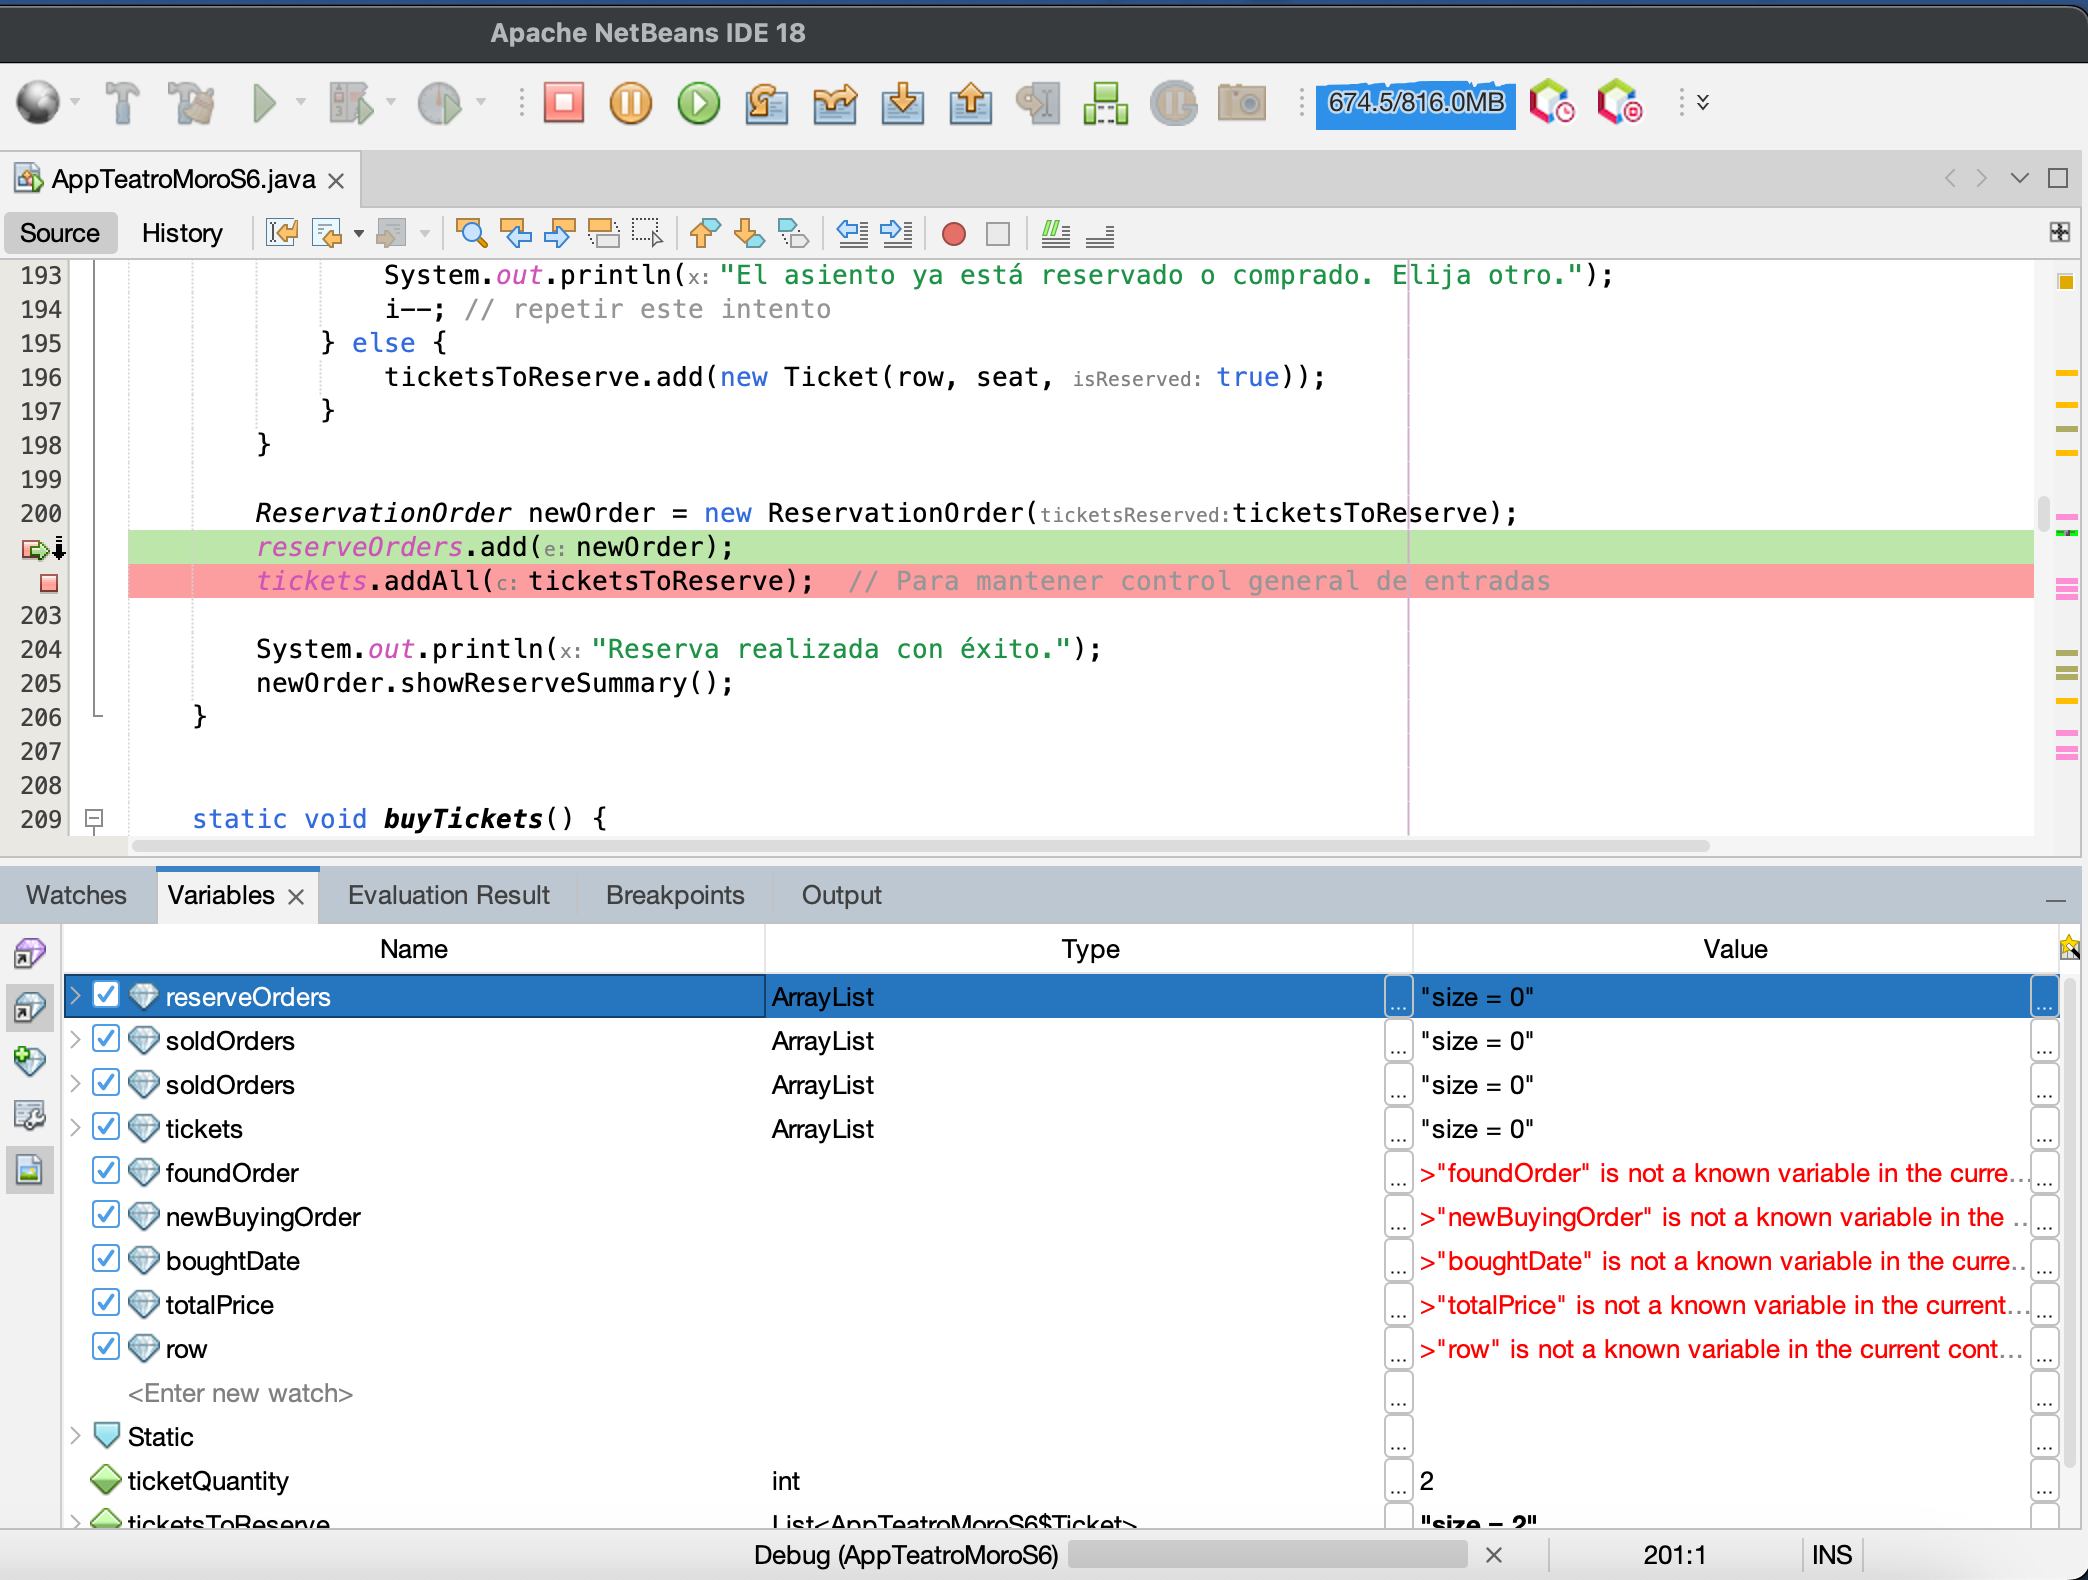 Apache NetBeans IDE 18
674.5/816.0MB
AppTeatroMoroS6.java
Source History
193 System.out.println(x: "El asiento ya está reservado o comprado. Elija otro.");
194 i--; // repetir este intento
195 } else {
196 ticketsToReserve.add(new Ticket(row, seat, isReserved: true));
197 }
198 }
199
200 ReservationOrder newOrder = new ReservationOrder(ticketsReserved:ticketsToReserve);
reserveOrders.add(e: newOrder);
tickets.addAll(c: ticketsToReserve); // Para mantener control general de entradas
203
204 System.out.println(x: "Reserva realizada con éxito.");
205 newOrder.showReserveSummary();
206 }
207
208
209 static void buyTickets() {
Watches Variables Evaluation Result Breakpoints Output
Name Type Value
reserveOrders ArrayList ... "size = 0" ...
soldOrders ArrayList ... "size = 0" ...
soldOrders ArrayList ... "size = 0" ...
tickets ArrayList ... "size = 0" ...
foundOrder ... >"foundOrder" is not a known variable in the curre... ...
newBuyingOrder ... >"newBuyingOrder" is not a known variable in the ... ...
boughtDate ... >"boughtDate" is not a known variable in the curre... ...
totalPrice ... >"totalPrice" is not a known variable in the current... ...
row ... >"row" is not a known variable in the current cont... ...
<Enter new watch> ... ...
Static ... ...
ticketQuantity int ... 2 ...
ticketsToReserve List<AppTeatroMoroS6$Ticket> "size = 2"
Debug (AppTeatroMoroS6) 201:1 INS